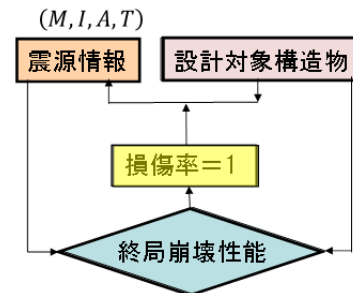 (M, I, A, T)
震源情報
設計対象構造物
損傷率＝1
終局崩壊性能